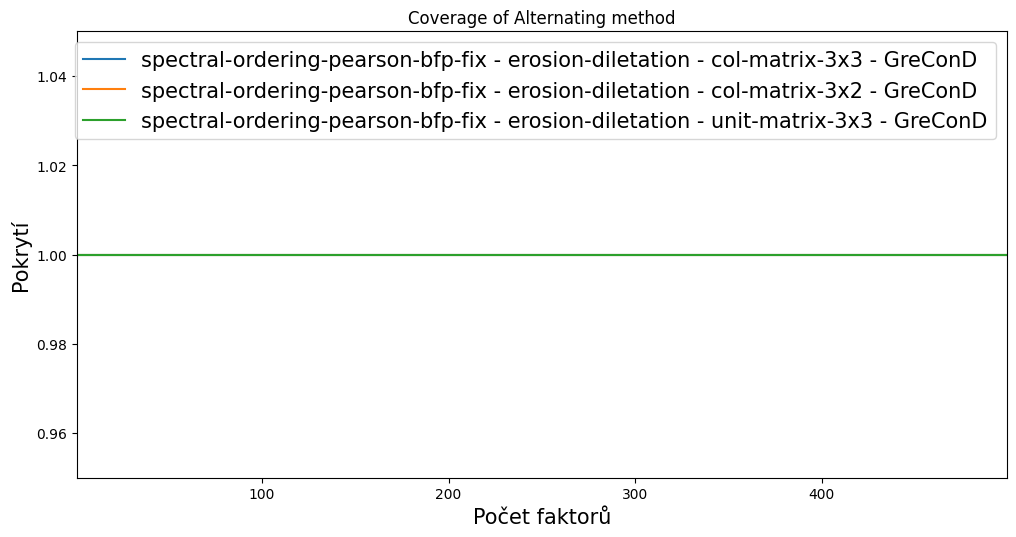 Coverage of Alternating method
spectral-ordering-pearson-bfp-fix - erosion-diletation - col-matrix-3x3 - GreConD
spectral-ordering-pearson-bfp-fix - erosion-diletation - col-matrix-3x2 - GreConD
spectral-ordering-pearson-bfp-fix - erosion-diletation - unit-matrix-3x3 - GreConD
1.04
1.02
1.00
0.98
0.96
Pokrytí
100 200 300 400
Počet faktorů